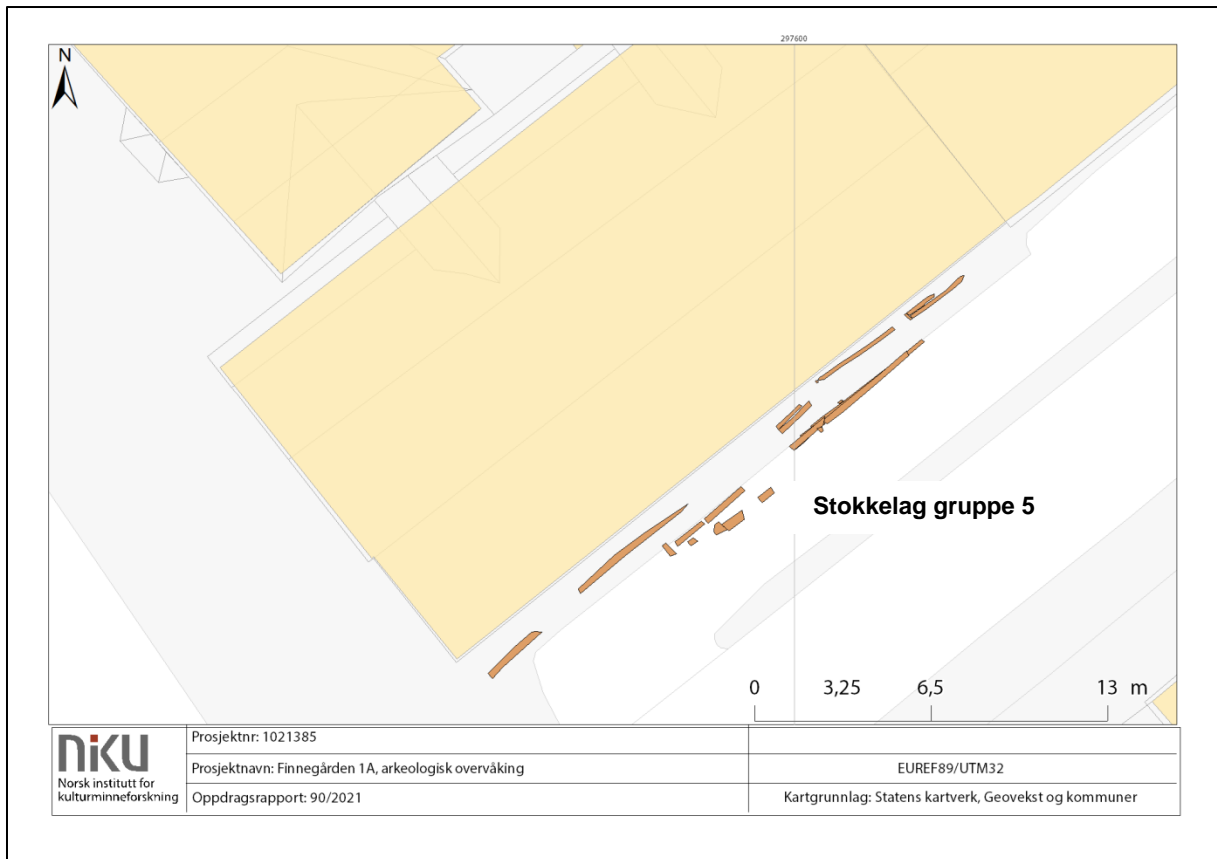 297600
N
Stokkelag gruppe 5
0 3,25 6,5 13 m
niku
Norsk institutt for
kulturminneforskning
Prosjektnr: 1021385
Prosjektnavn: Finnegården 1A, arkeologisk overvåking
Oppdragsrapport: 90/2021
EUREF89/UTM32
Kartgrunnlag: Statens kartverk, Geovekst og kommuner